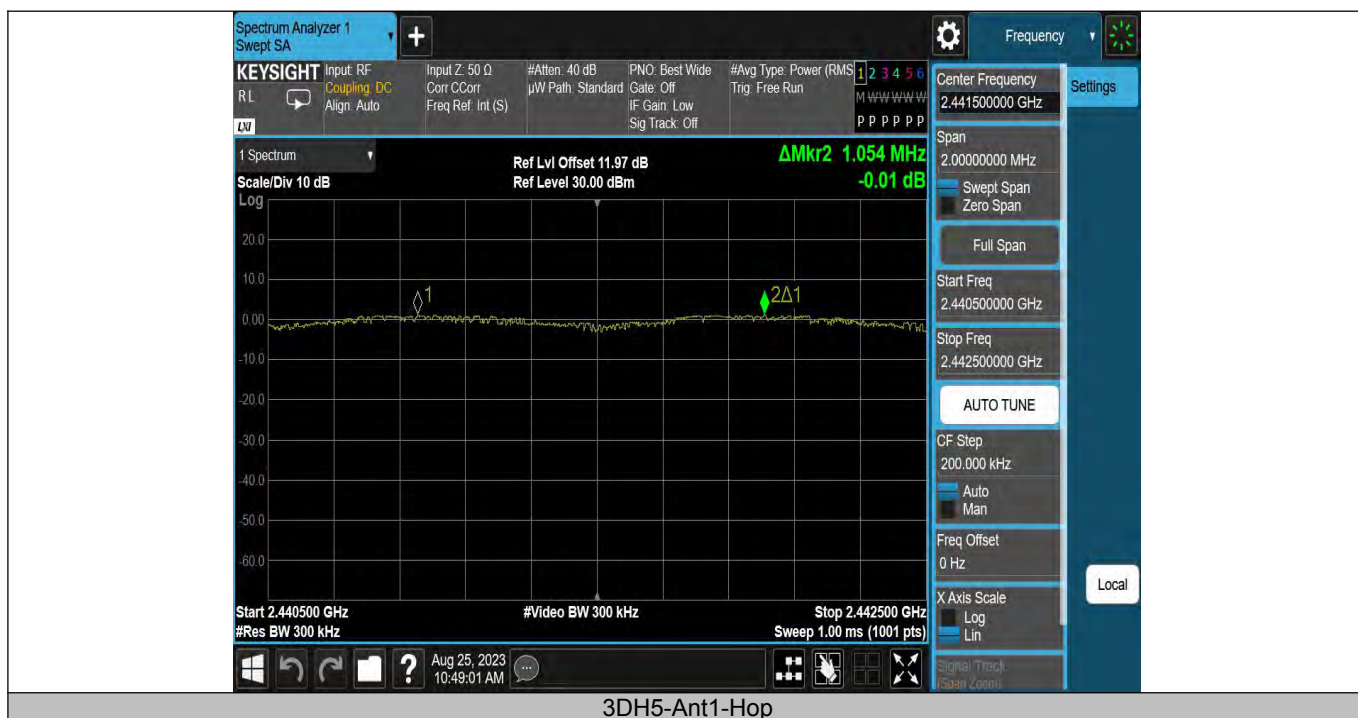 Spectrum Analyzer 1
Swept SA
+
Frequency
KEYSIGHT
R L
LXI
Input: RF
Coupling: DC
Align: Auto
Input Z: 50 Ω
Corr CCorr
Freq Ref: Int (S)
#Atten: 40 dB
µW Path: Standard
PNO: Best Wide
Gate: Off
IF Gain: Low
Sig Track: Off
#Avg Type: Power (RMS
Trig: Free Run
1 2 3 4 5 6
M W W W W W
P P P P P P
1 Spectrum
Scale/Div 10 dB
Log
Ref Lvl Offset 11.97 dB
Ref Level 30.00 dBm
ΔMkr2 1.054 MHz
-0.01 dB
20.0
10.0
0.00
-10.0
-20.0
-30.0
-40.0
-50.0
-60.0
1
2Δ1
Start 2.440500 GHz
#Res BW 300 kHz
#Video BW 300 kHz
Stop 2.442500 GHz
Sweep 1.00 ms (1001 pts)
Center Frequency
2.441500000 GHz
Settings
Span
2.00000000 MHz
Swept Span
Zero Span
Full Span
Start Freq
2.440500000 GHz
Stop Freq
2.442500000 GHz
AUTO TUNE
CF Step
200.000 kHz
Auto
Man
Freq Offset
0 Hz
X Axis Scale
Log
Lin
Signal Track
(Span Zoom)
Local
?
Aug 25, 2023
10:49:01 AM
3DH5-Ant1-Hop